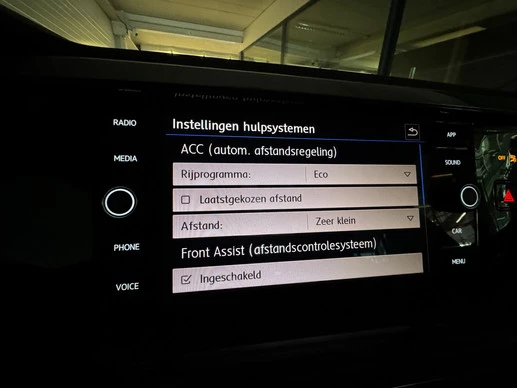 RADIO
MEDIA
PHONE
VOICE
Instellingen hulpsystemen
ACC (autom. afstandsregeling)
Rijprogramma: Eco
Laatstgekozen afstand
Afstand: Zeer klein
Front Assist (afstandscontrolesysteem)
Ingeschakeld
APP
SOUND
CAR
MENU
OFF